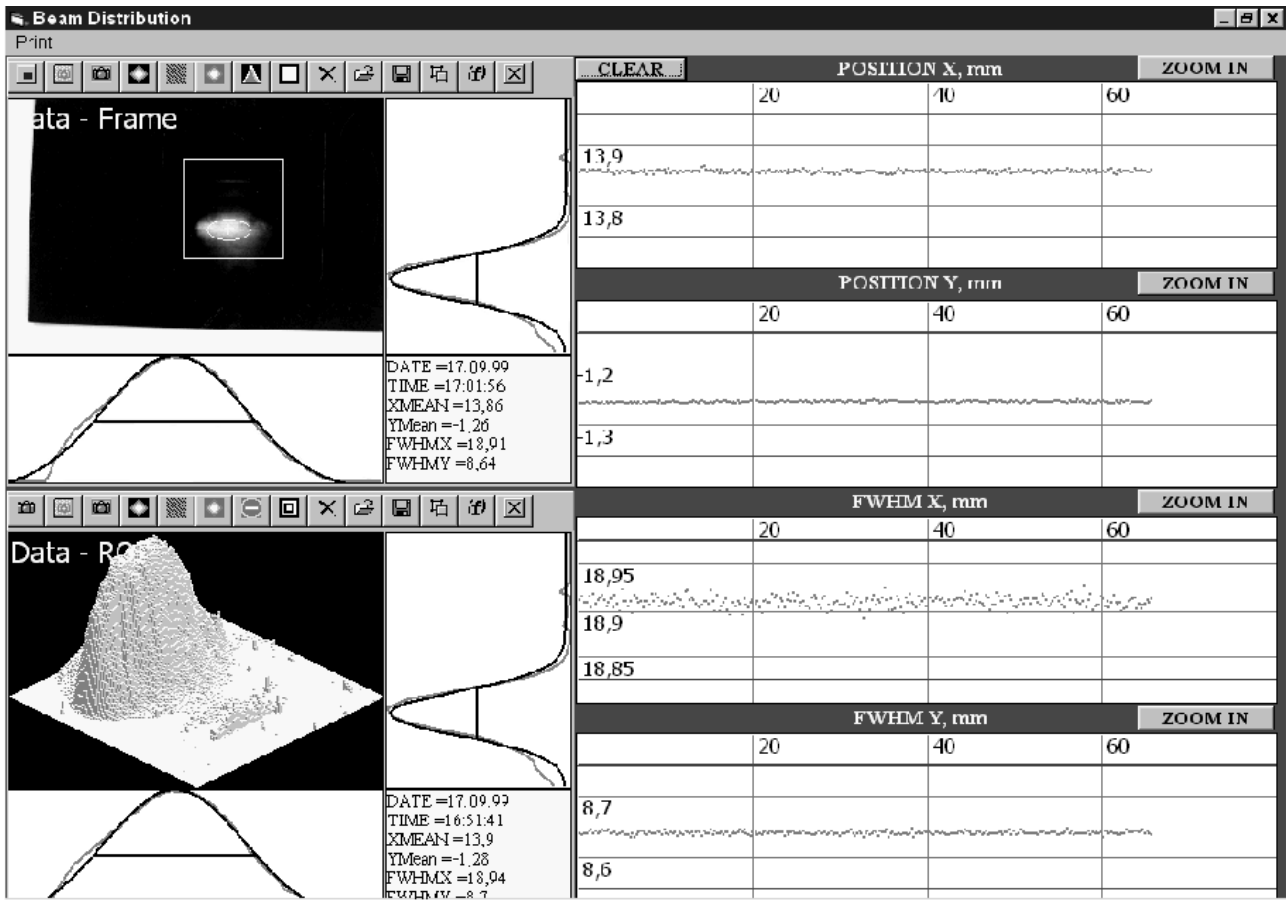 Beam Distribution
Print
ata - Frame
DATE =17.09.99
TIME =17:01:56
XMEAN =13,86
YMean =-1,26
FWHMX =18,91
FWHMY =8,64
Data - RO
DATE =17.09.99
TIME =16:51:41
XMEAN =13,9
YMean =-1,28
FWHMX =18,94
FWHMY =8,7
CLEAR
POSITION X, mm
ZOOM IN
20
40
60
13,9
13,8
POSITION Y, mm
ZOOM IN
20
40
60
-1,2
-1,3
FWHM X, mm
ZOOM IN
20
40
60
18,95
18,9
18,85
FWHM Y, mm
ZOOM IN
20
40
60
8,7
8,6